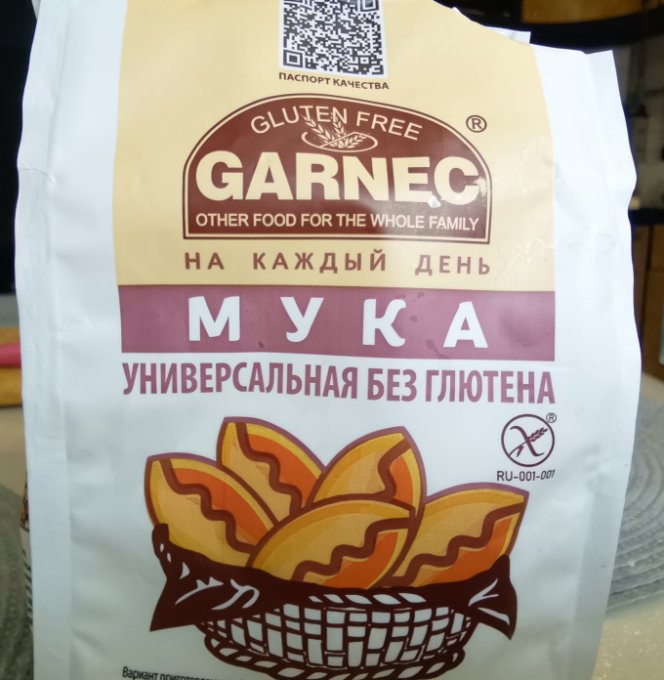 ПАСПОРТ КАЧЕСТВА
GLUTEN FREE
®
GARNEC
OTHER FOOD FOR THE WHOLE FAMILY
НА КАЖДЫЙ ДЕНЬ
МУКА
УНИВЕРСАЛЬНАЯ БЕЗ ГЛЮТЕНА
®
RU-001-001
Вариант